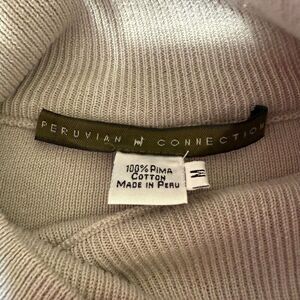 PERUVIAN CONNECTION
100% PIMA
COTTON
MADE IN PERU
M